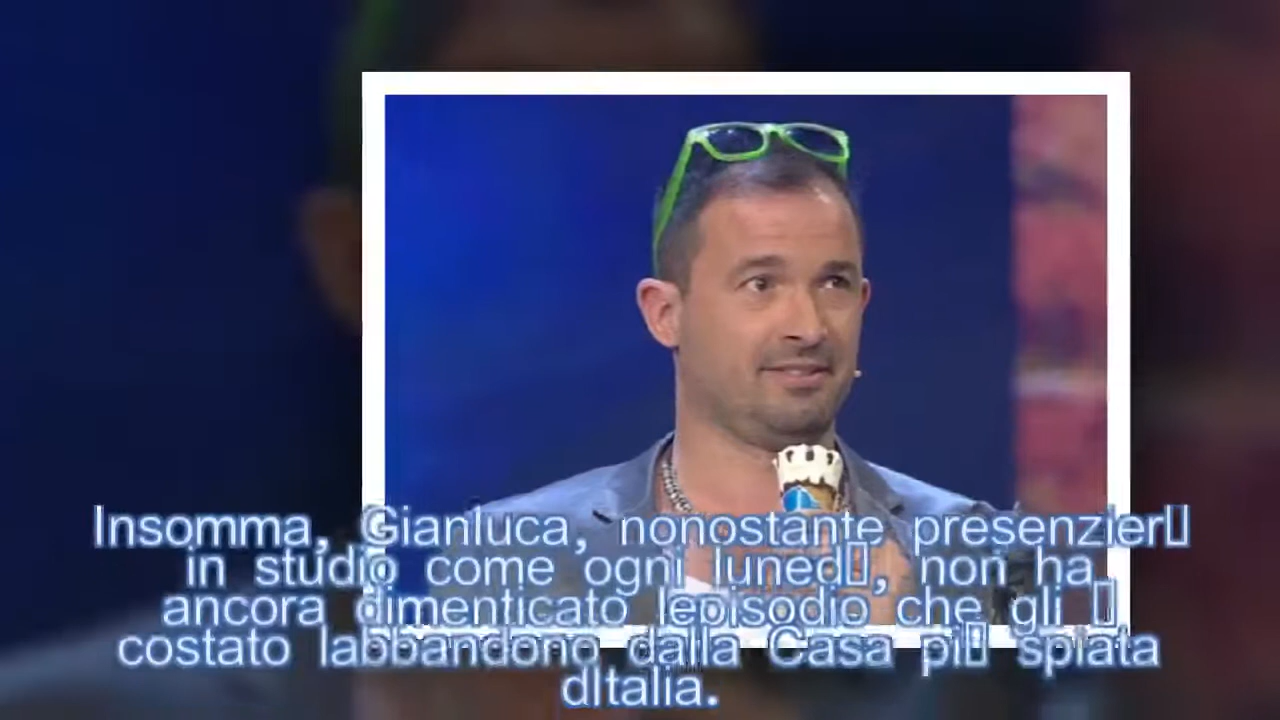 Insomma, Gianluca, nonostante presenzier▯
in studio come ogni luned▯, non ha
ancora dimenticato lepisodio che gli ▯
costato labbandono dalla Casa pi▯ spiata
dItalia.